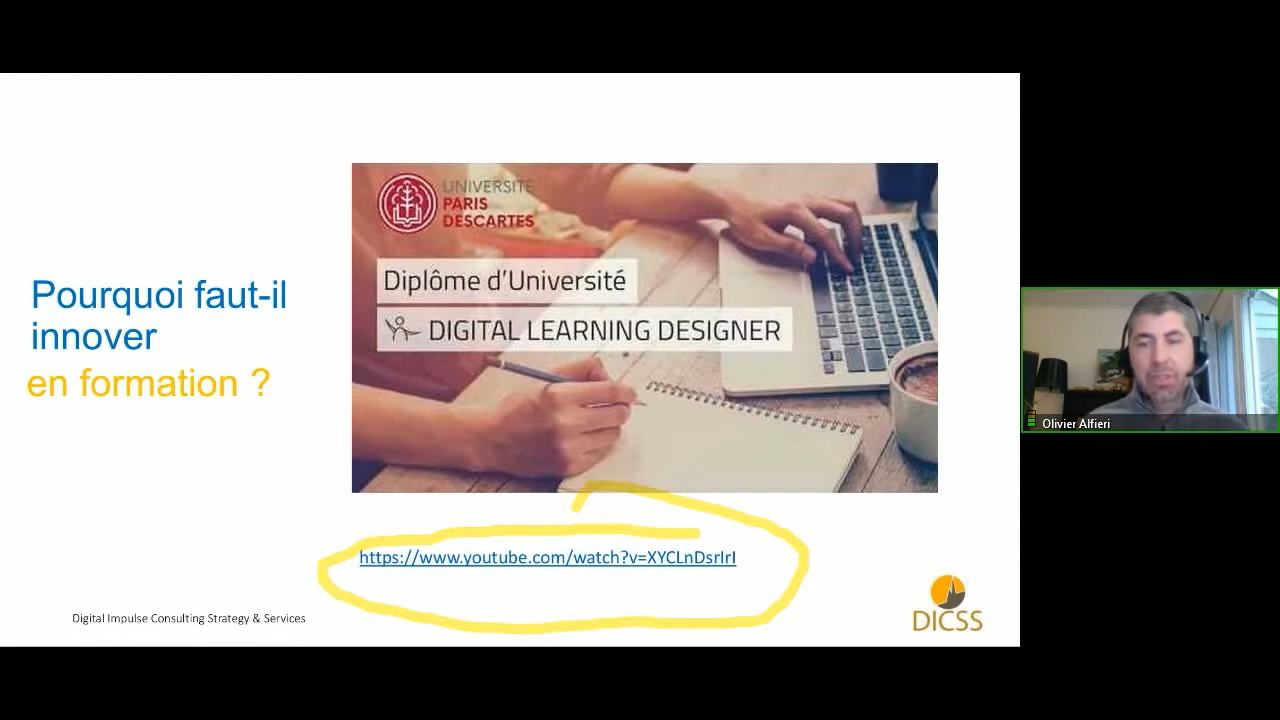 Pourquoi faut-il
innover
en formation ?
UNIVERSITÉ
PARIS
DESCARTES
Diplôme d'Université
DIGITAL LEARNING DESIGNER
https://www.youtube.com/watch?v=XYCLnDsrIrI
Digital Impulse Consulting Strategy & Services
DICSS
Olivier Alfieri